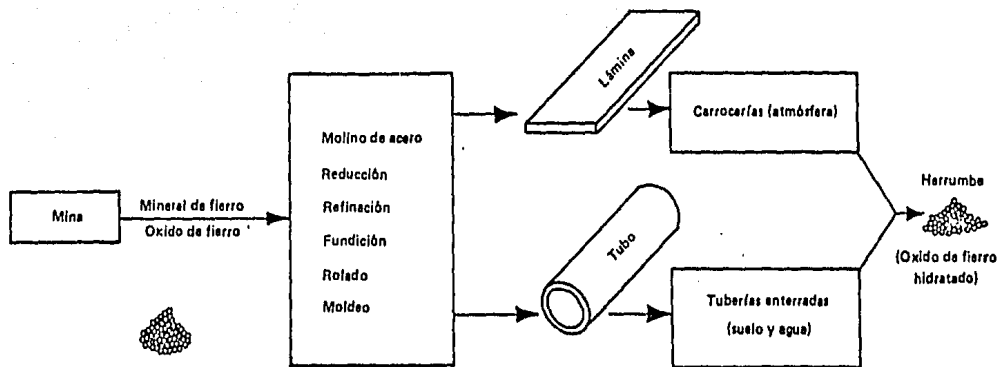 Mina
Mineral de fierro
Oxido de fierro
Molino de acero
Reducción
Refinación
Fundición
Rolado
Moldeo
Lámina
Tubo
Carrocerías (atmósfera)
Tuberías enterradas
(suelo y agua)
Herrumbe
(Oxido de fierro
hidratado)